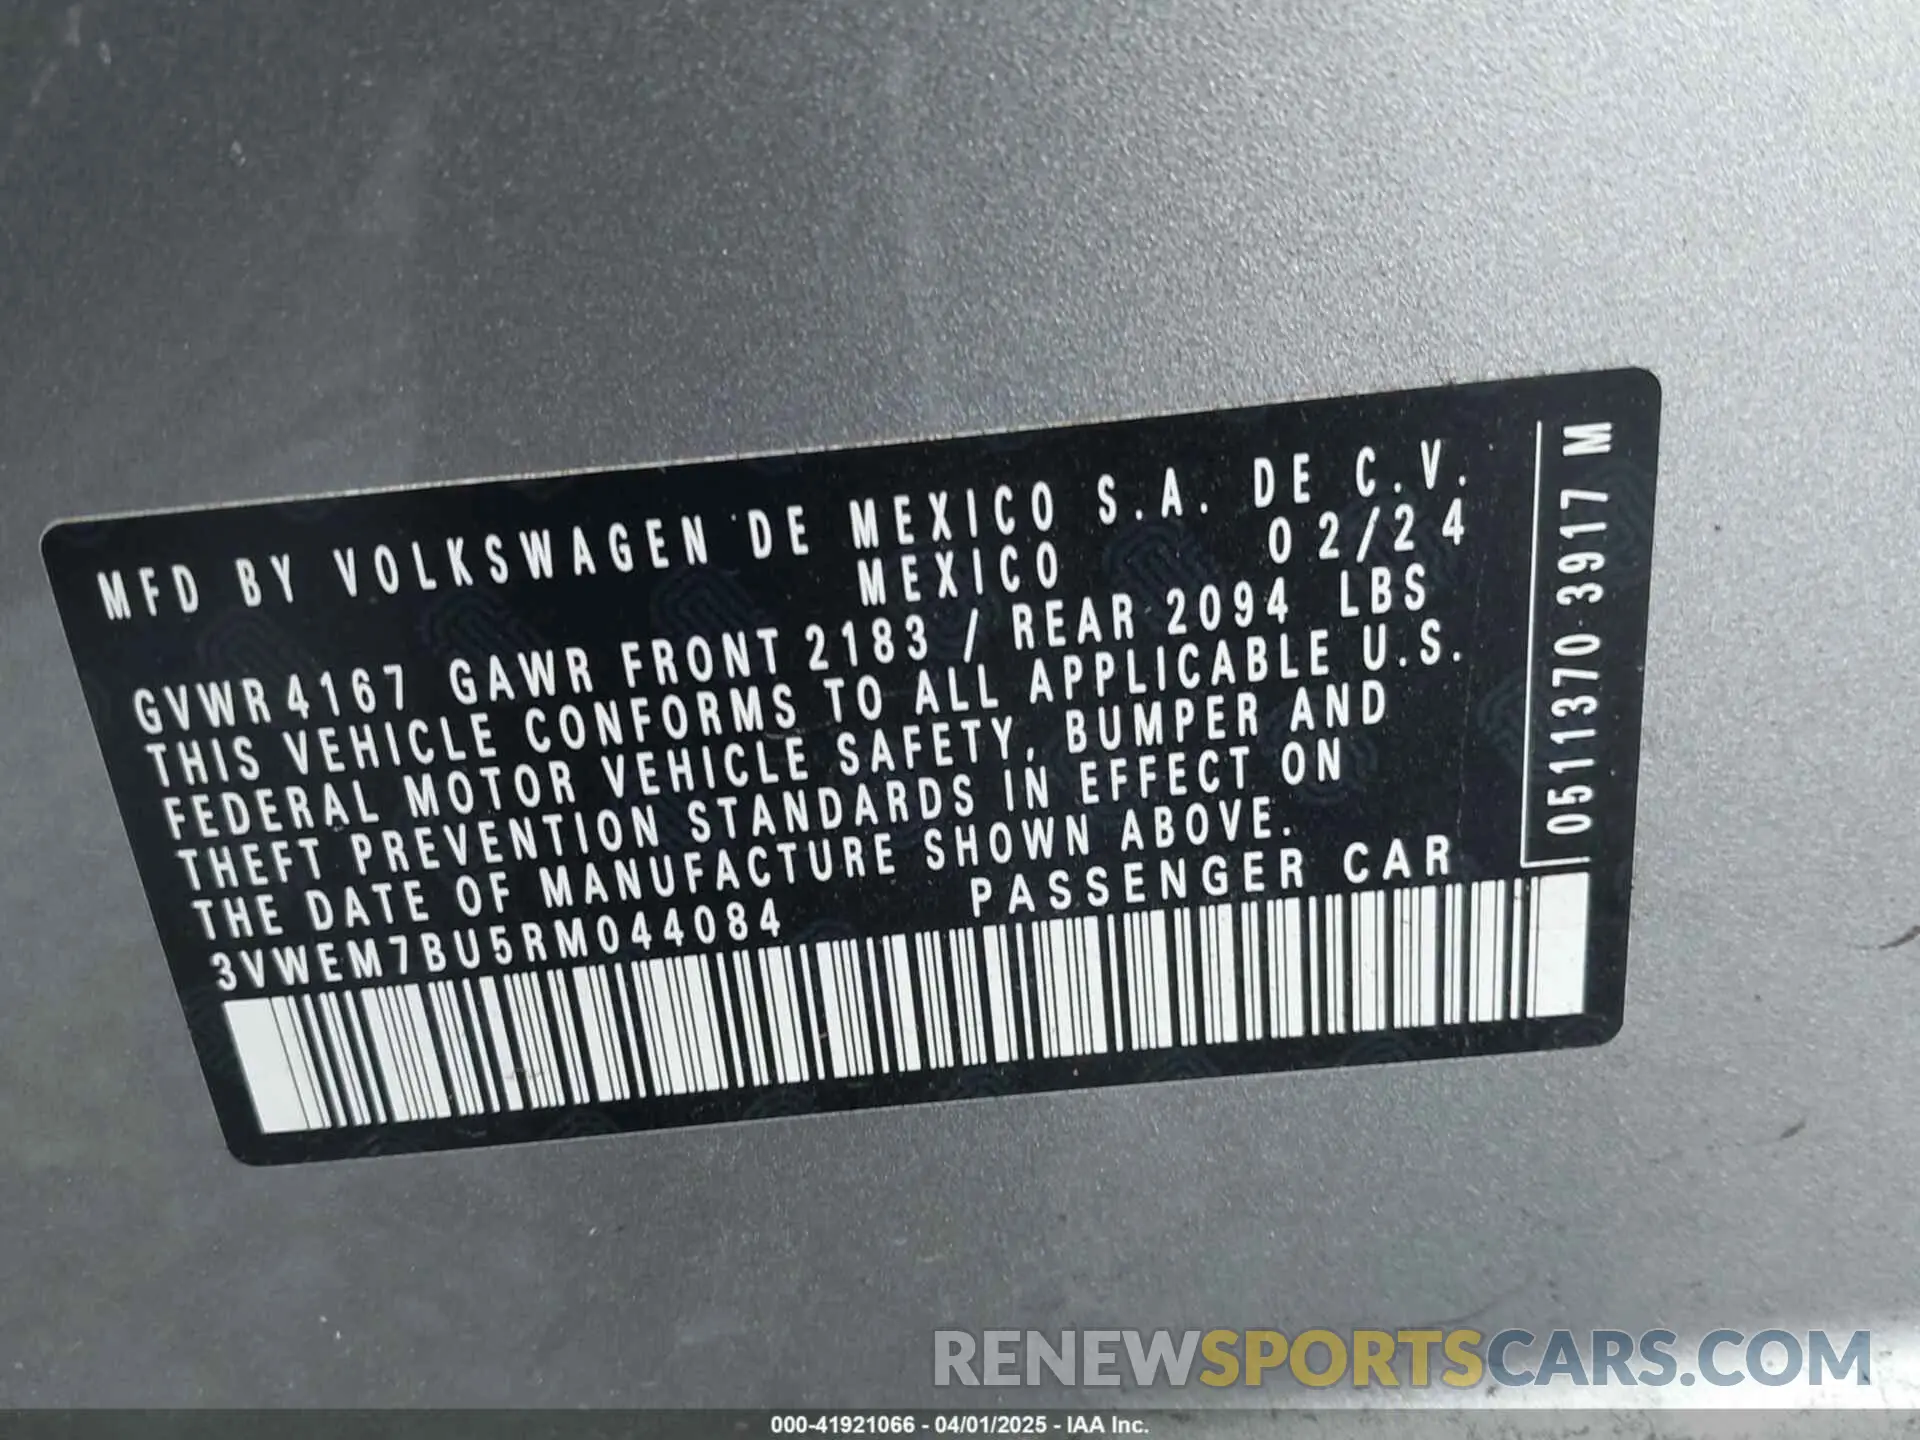 MFD BY VOLKSWAGEN DE MEXICO S.A. DE C.V.
MEXICO 02/24
GVWR 4167 GAWR FRONT 2183 / REAR 2094 LBS
THIS VEHICLE CONFORMS TO ALL APPLICABLE U.S.
FEDERAL MOTOR VEHICLE SAFETY, BUMPER AND
THEFT PREVENTION STANDARDS IN EFFECT ON
THE DATE OF MANUFACTURE SHOWN ABOVE.
3VWEM7BU5RM044084 PASSENGER CAR
0511370 3917 M
RENEWSPORTSCARS.COM
000-41921066 - 04/01/2025 - IAA Inc.